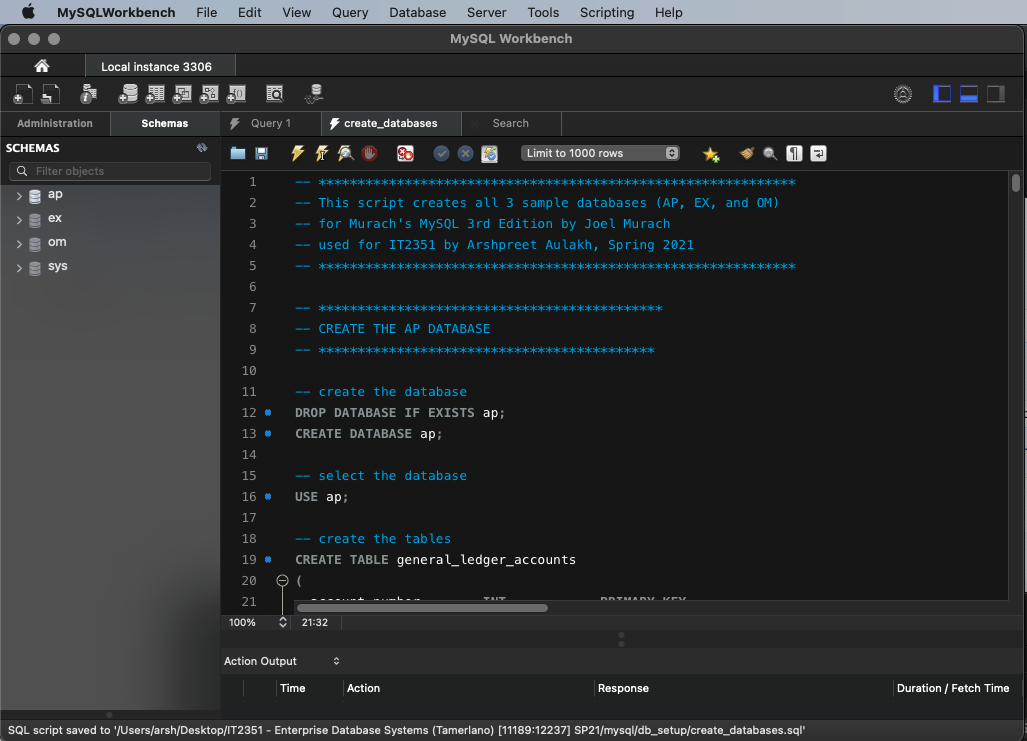 MySQLWorkbench File Edit View Query Database Server Tools Scripting Help
MySQL Workbench
Local instance 3306
Administration Schemas Query 1 create_databases Search
SCHEMAS
Filter objects
Limit to 1000 rows
ap
ex
om
sys
1 -- *************************************************************
2 -- This script creates all 3 sample databases (AP, EX, and OM)
3 -- for Murach's MySQL 3rd Edition by Joel Murach
4 -- used for IT2351 by Arshpreet Aulakh, Spring 2021
5 -- *************************************************************
6
7 -- ********************************************
8 -- CREATE THE AP DATABASE
9 -- *******************************************
10
11 -- create the database
12 DROP DATABASE IF EXISTS ap;
13 CREATE DATABASE ap;
14
15 -- select the database
16 USE ap;
17
18 -- create the tables
19 CREATE TABLE general_ledger_accounts
20 (
21 account_number INT PRIMARY KEY
100% 21:32
Action Output
Time Action Response Duration / Fetch Time
SQL script saved to '/Users/arsh/Desktop/IT2351 - Enterprise Database Systems (Tamerlano) [11189:12237] SP21/mysql/db_setup/create_databases.sql'